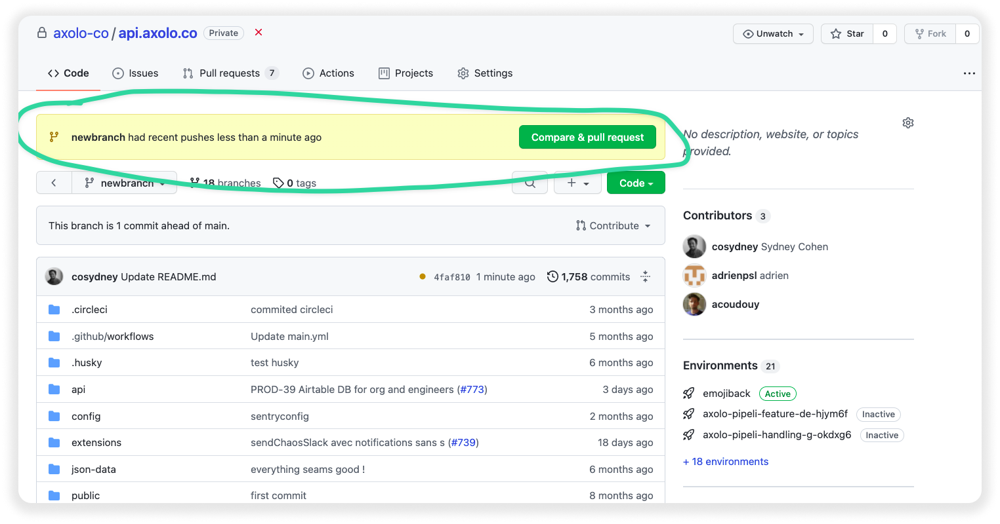 axolo-co / api.axolo.co Private Unwatch Star 0 Fork 0
Code Issues Pull requests 7 Actions Projects Settings
newbranch had recent pushes less than a minute ago Compare & pull request
newbranch 18 branches 0 tags Code
This branch is 1 commit ahead of main. Contribute
cosydney Update README.md 4faf810 1 minute ago 1,758 commits
.circleci commited circleci 3 months ago
.github/workflows Update main.yml 5 months ago
.husky test husky 6 months ago
api PROD-39 Airtable DB for org and engineers (#773) 3 days ago
config sentryconfig 2 months ago
extensions sendChaosSlack avec notifications sans s (#739) 18 days ago
json-data everything seams good ! 6 months ago
public first commit 8 months ago
No description, website, or topics
provided.
Contributors 3
cosydney Sydney Cohen
adrienpsl adrien
acoudouy
Environments 21
emojiback Active
axolo-pipeli-feature-de-hjym6f Inactive
axolo-pipeli-handling-g-okdxg6 Inactive
+ 18 environments